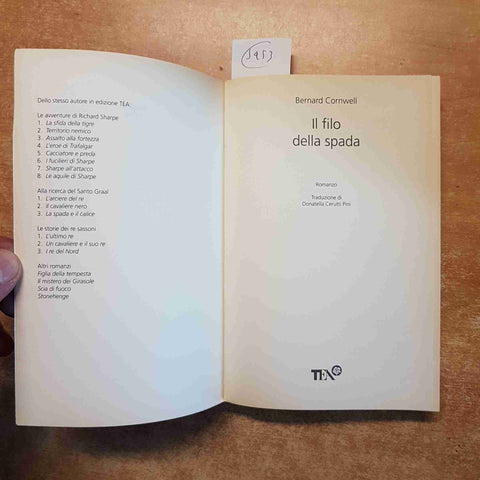 J953
Dello stesso autore in edizione TEA:
Le avventure di Richard Sharpe
1. La sfida della tigre
2. Territorio nemico
3. Assalto alla fortezza
4. L'eroe di Trafalgar
5. Cacciatore e preda
6. I fucilieri di Sharpe
7. Sharpe all'attacco
8. Le aquile di Sharpe
Alla ricerca del Santo Graal
1. L'arciere del re
2. Il cavaliere nero
3. La spada e il calice
Le storie dei re sassoni
1. L'ultimo re
2. Un cavaliere e il suo re
3. I re del Nord
Altri romanzi
Figlia della tempesta
Il mistero dei Girasole
Scia di fuoco
Stonehenge
Bernard Cornwell
Il filo
della spada
Romanzo
Traduzione di
Donatella Cerutti Pini
TEA